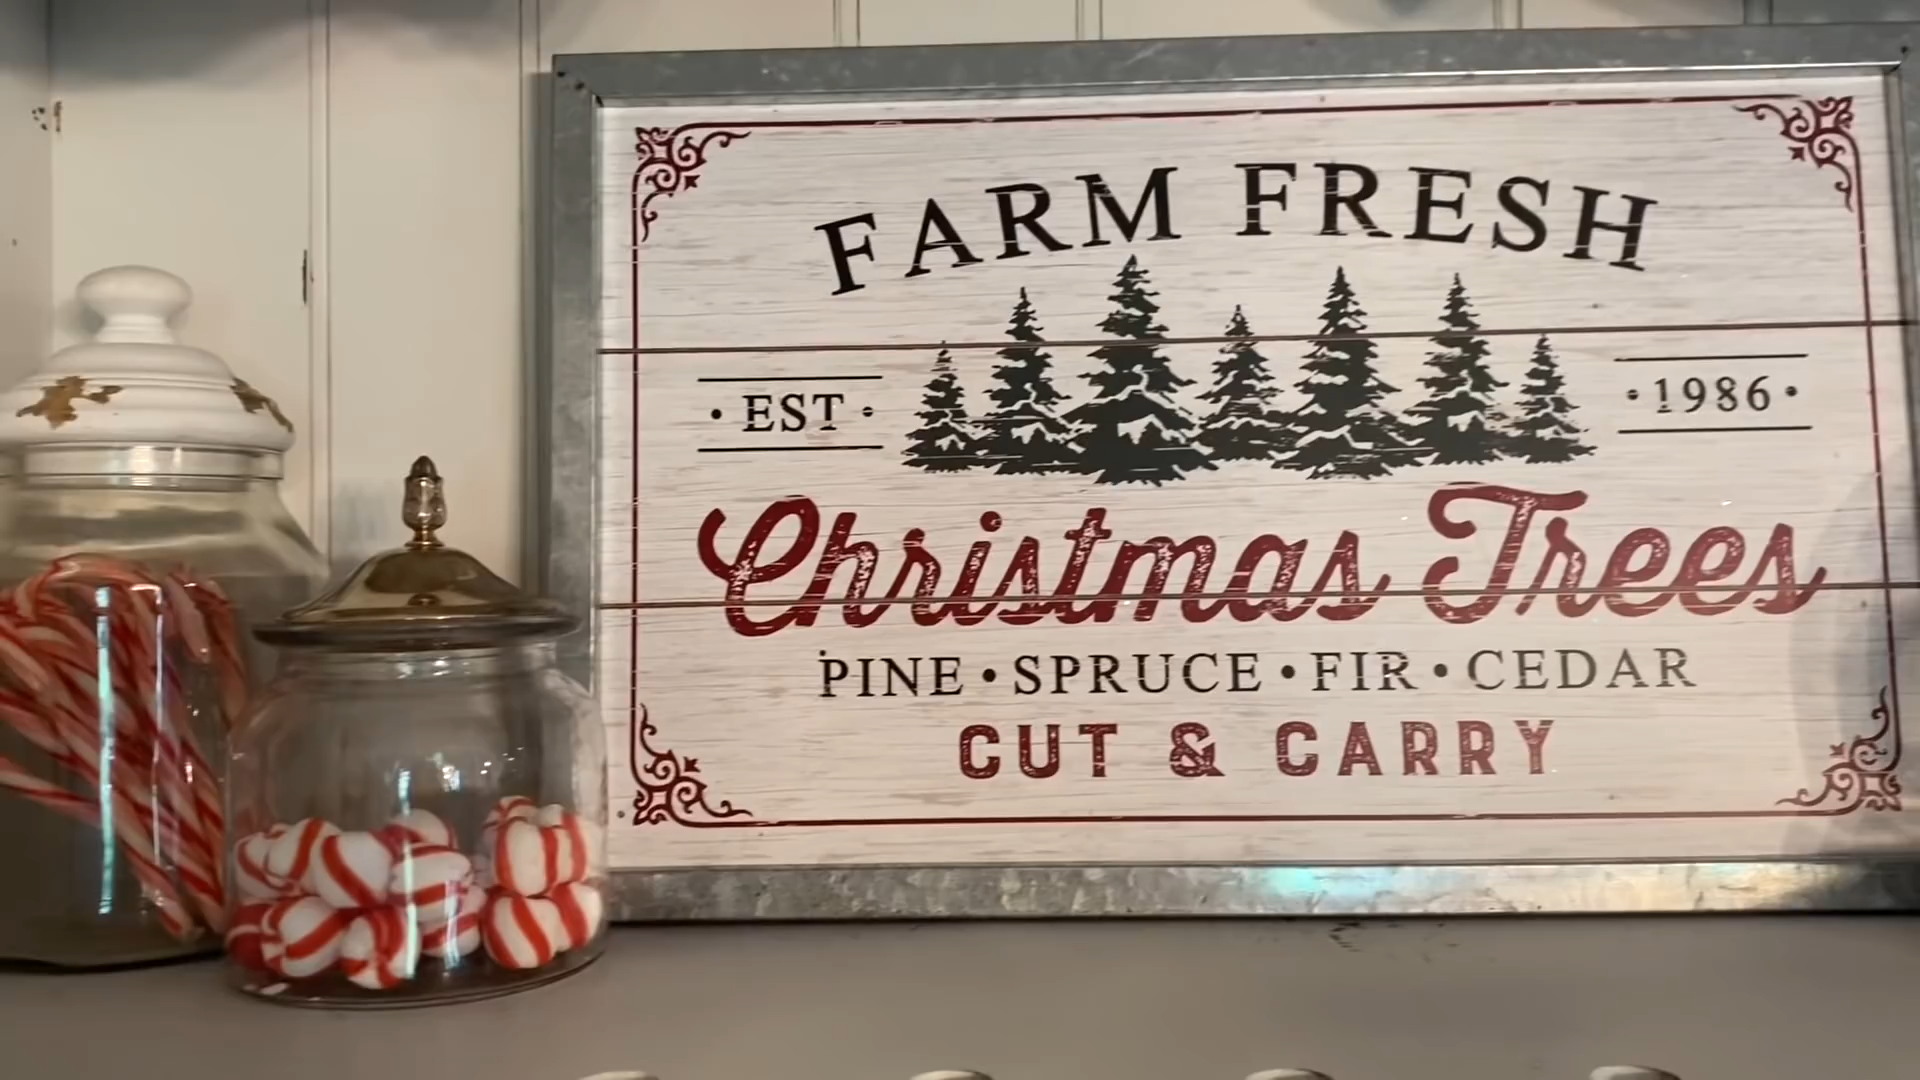 FARM FRESH
• EST • • 1986 •
Christmas Trees
PINE • SPRUCE • FIR • CEDAR
CUT & CARRY